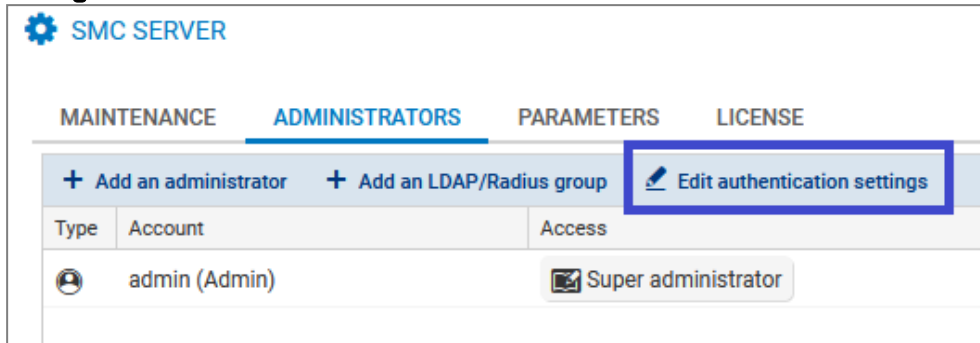 SMC SERVER
MAINTENANCE ADMINISTRATORS PARAMETERS LICENSE
+ Add an administrator + Add an LDAP/Radius group Edit authentication settings
Type Account Access
admin (Admin) Super administrator